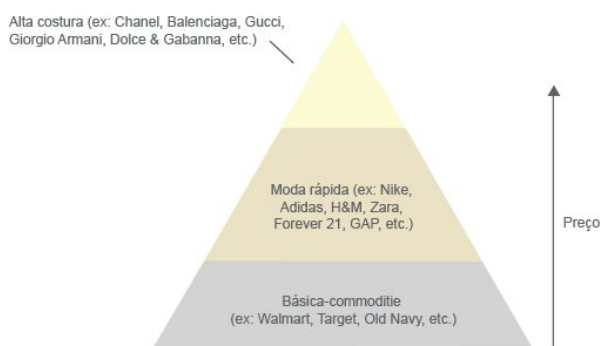 Alta costura (ex: Chanel, Balenciaga, Gucci,
Giorgio Armani, Dolce & Gabanna, etc.)
Moda rápida (ex: Nike,
Adidas, H&M, Zara,
Forever 21, GAP, etc.)
Preço
Básica-commoditie
(ex: Walmart, Target, Old Navy, etc.)